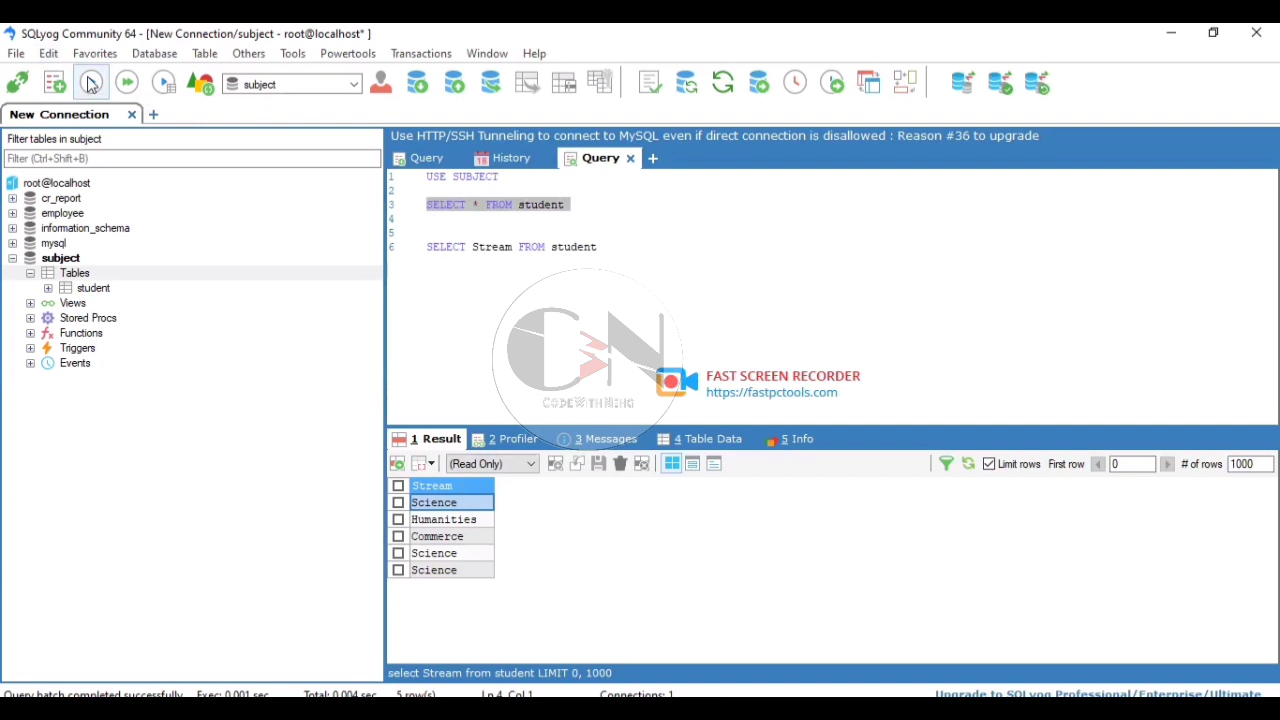 SQLyog Community 64 - [New Connection/subject - root@localhost* ]
File Edit Favorites Database Table Others Tools Powertools Transactions Window Help
subject
New Connection
Filter tables in subject
Filter (Ctrl+Shift+B)
root@localhost
cr_report
employee
information_schema
mysql
subject
Tables
student
Views
Stored Procs
Functions
Triggers
Events
Use HTTP/SSH Tunneling to connect to MySQL even if direct connection is disallowed : Reason #36 to upgrade
Query History Query
1 USE SUBJECT
2
3 SELECT * FROM student
4
5
6 SELECT Stream FROM student
CN
CODEWITHNEHG
FAST SCREEN RECORDER
https://fastpctools.com
1 Result 2 Profiler 3 Messages 4 Table Data 5 Info
(Read Only) Limit rows First row 0 # of rows 1000
Stream
Science
Humanities
Commerce
Science
Science
select Stream from student LIMIT 0, 1000
Query batch completed successfully Exec: 0.001 sec Total: 0.004 sec 5 row(s) Ln 4, Col 1 Connections: 1 Upgrade to SQLyog Professional/Enterprise/Ultimate